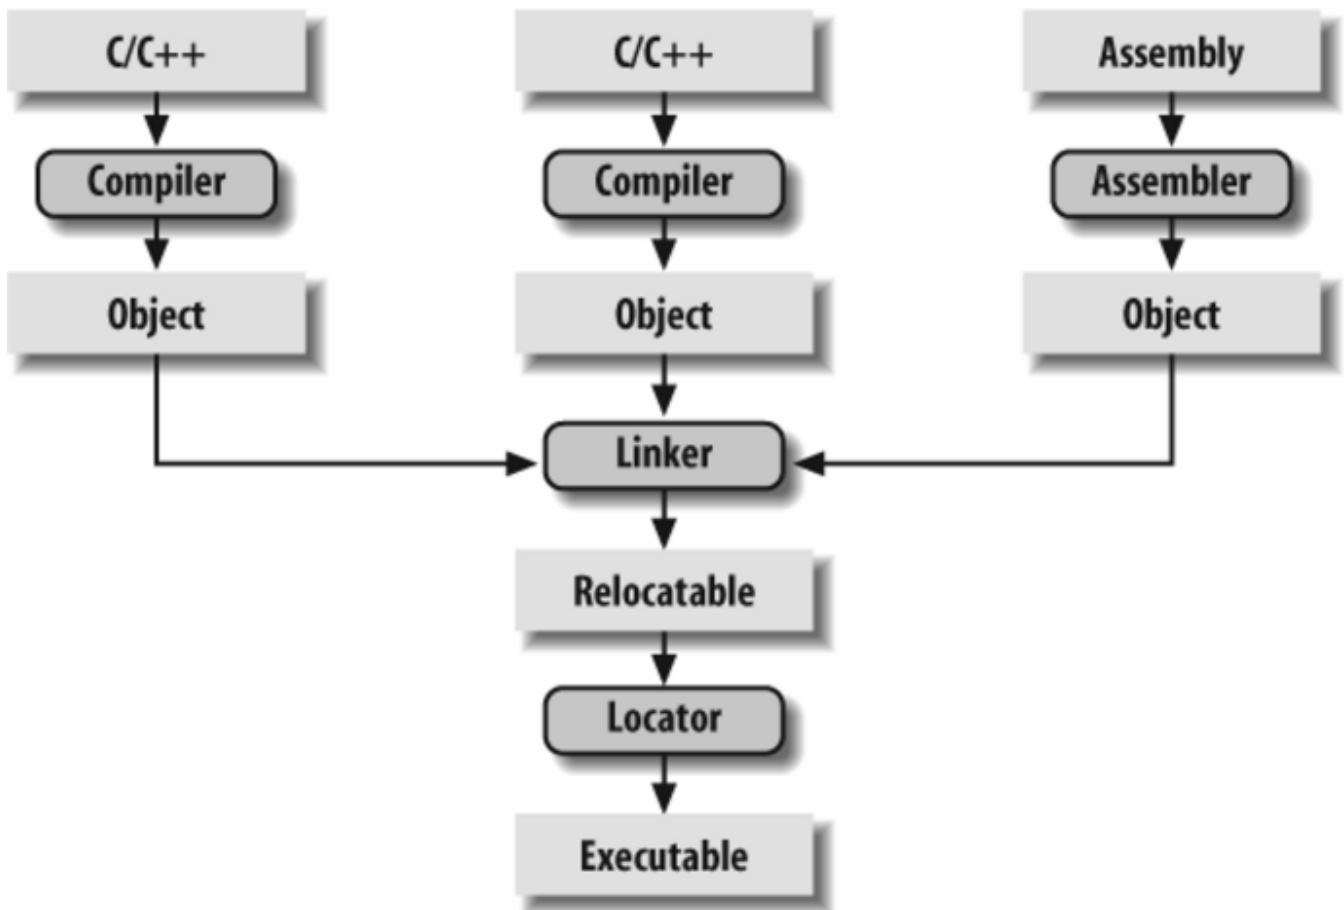 C/C++
C/C++
Assembly
Compiler
Compiler
Assembler
Object
Object
Object
Linker
Relocatable
Locator
Executable